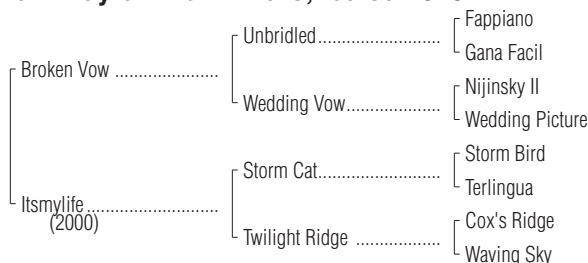 Unbridled
Fappiano
Gana Facil
Broken Vow
Wedding Vow
Nijinsky II
Wedding Picture
Storm Cat
Storm Bird
Terlingua
Itsmylife
(2000)
Twilight Ridge
Cox's Ridge
Waving Sky